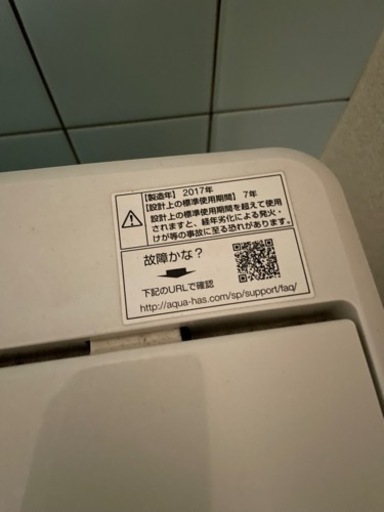 【製造年】2017年
【設計上の標準使用期間】7年
設計上の標準使用期間を超えて使用
されますと、経年劣化による発火・
けが等の事故に至る恐れがあります。
故障かな？
下記のURLで確認
http://aqua-has.com/sp/support/faq/